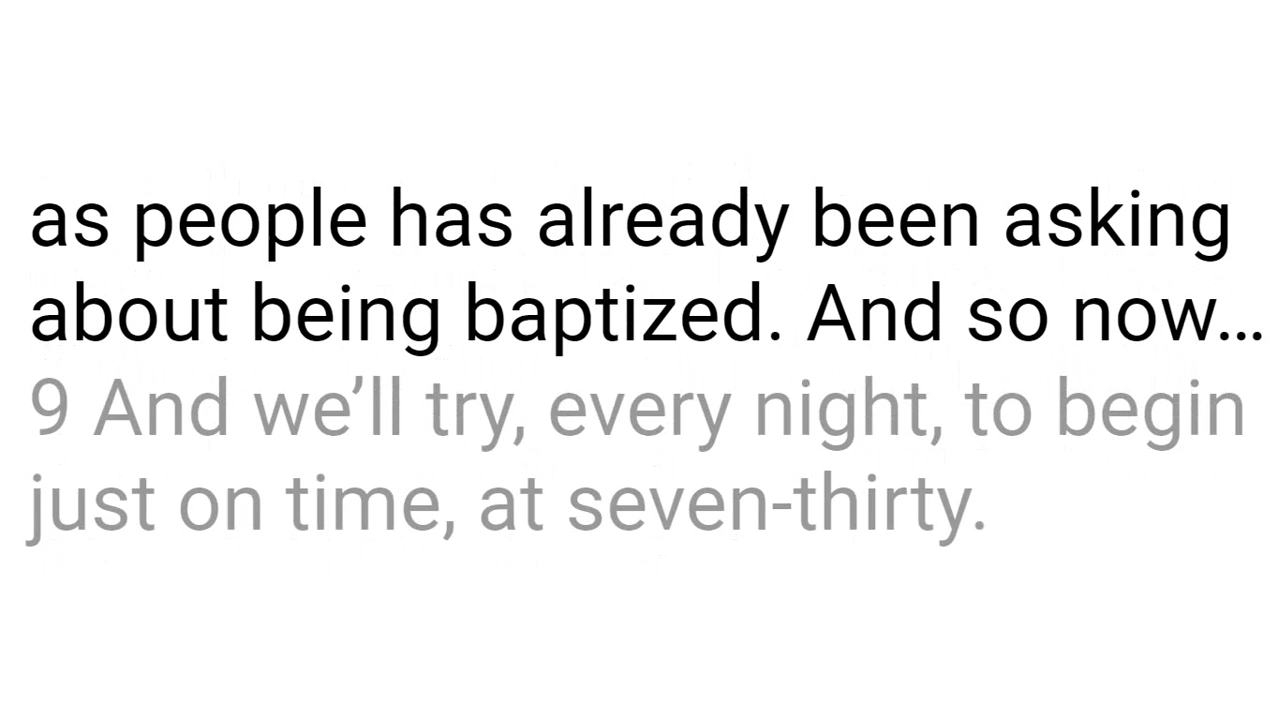 as people has already been asking
about being baptized. And so now…
9 And we’ll try, every night, to begin
just on time, at seven-thirty.